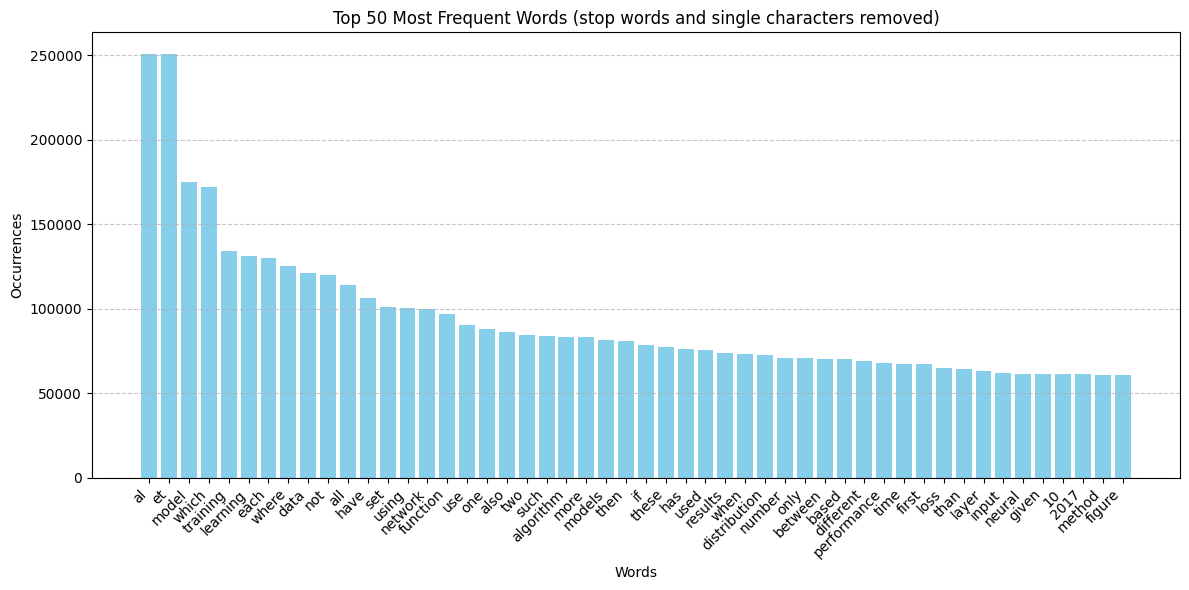 Top 50 Most Frequent Words (stop words and single characters removed)
Occurrences
250000
200000
150000
100000
50000
0
al
et
model
which
training
learning
each
where
data
not
all
have
set
using
network
function
use
one
also
two
such
algorithm
more
models
then
if
these
has
used
results
when
distribution
number
only
between
based
different
performance
time
first
loss
than
layer
input
neural
given
10
2017
method
figure
Words